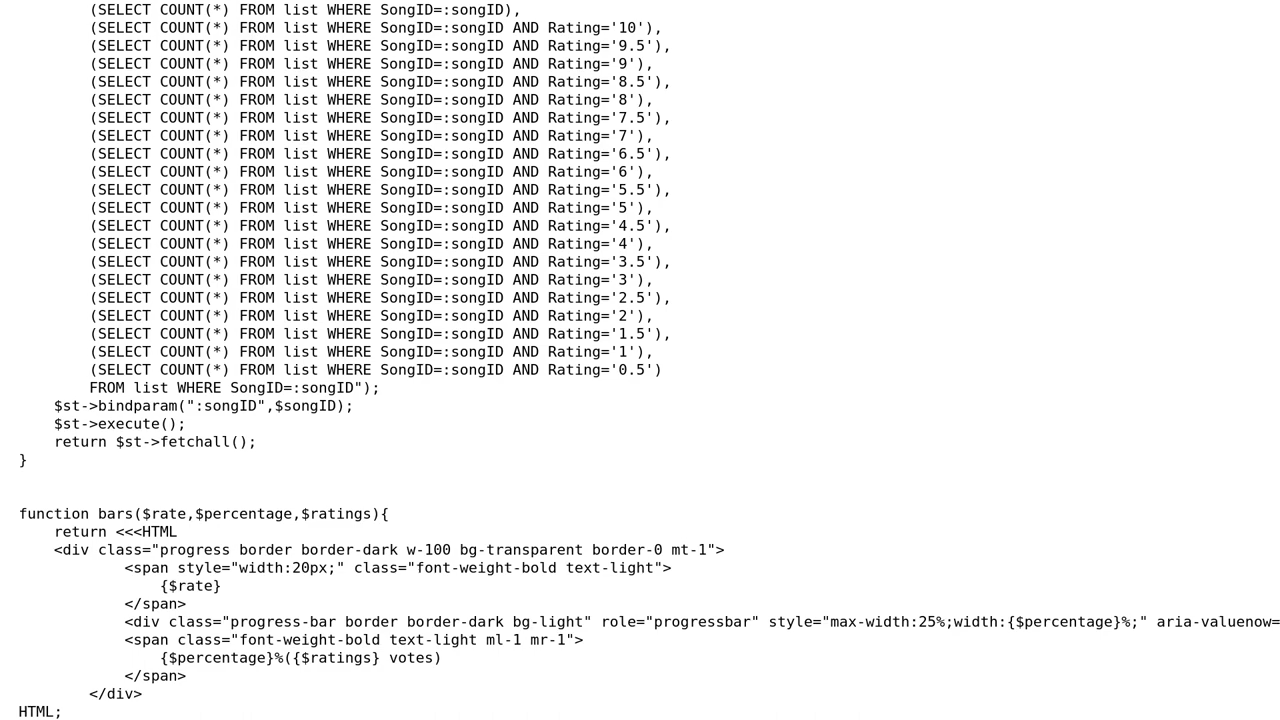 (SELECT COUNT(*) FROM list WHERE SongID=:songID),
(SELECT COUNT(*) FROM list WHERE SongID=:songID AND Rating='10'),
(SELECT COUNT(*) FROM list WHERE SongID=:songID AND Rating='9.5'),
(SELECT COUNT(*) FROM list WHERE SongID=:songID AND Rating='9'),
(SELECT COUNT(*) FROM list WHERE SongID=:songID AND Rating='8.5'),
(SELECT COUNT(*) FROM list WHERE SongID=:songID AND Rating='8'),
(SELECT COUNT(*) FROM list WHERE SongID=:songID AND Rating='7.5'),
(SELECT COUNT(*) FROM list WHERE SongID=:songID AND Rating='7'),
(SELECT COUNT(*) FROM list WHERE SongID=:songID AND Rating='6.5'),
(SELECT COUNT(*) FROM list WHERE SongID=:songID AND Rating='6'),
(SELECT COUNT(*) FROM list WHERE SongID=:songID AND Rating='5.5'),
(SELECT COUNT(*) FROM list WHERE SongID=:songID AND Rating='5'),
(SELECT COUNT(*) FROM list WHERE SongID=:songID AND Rating='4.5'),
(SELECT COUNT(*) FROM list WHERE SongID=:songID AND Rating='4'),
(SELECT COUNT(*) FROM list WHERE SongID=:songID AND Rating='3.5'),
(SELECT COUNT(*) FROM list WHERE SongID=:songID AND Rating='3'),
(SELECT COUNT(*) FROM list WHERE SongID=:songID AND Rating='2.5'),
(SELECT COUNT(*) FROM list WHERE SongID=:songID AND Rating='2'),
(SELECT COUNT(*) FROM list WHERE SongID=:songID AND Rating='1.5'),
(SELECT COUNT(*) FROM list WHERE SongID=:songID AND Rating='1'),
(SELECT COUNT(*) FROM list WHERE SongID=:songID AND Rating='0.5')
FROM list WHERE SongID=:songID");
$st->bindparam(":songID",$songID);
$st->execute();
return $st->fetchall();
}
function bars($rate,$percentage,$ratings){
return <<<HTML
<div class="progress border border-dark w-100 bg-transparent border-0 mt-1">
<span style="width:20px;" class="font-weight-bold text-light">
{$rate}
</span>
<div class="progress-bar border border-dark bg-light" role="progressbar" style="max-width:25%;width:{$percentage}%;" aria-valuenow=
<span class="font-weight-bold text-light ml-1 mr-1">
{$percentage}%({$ratings} votes)
</span>
</div>
HTML;